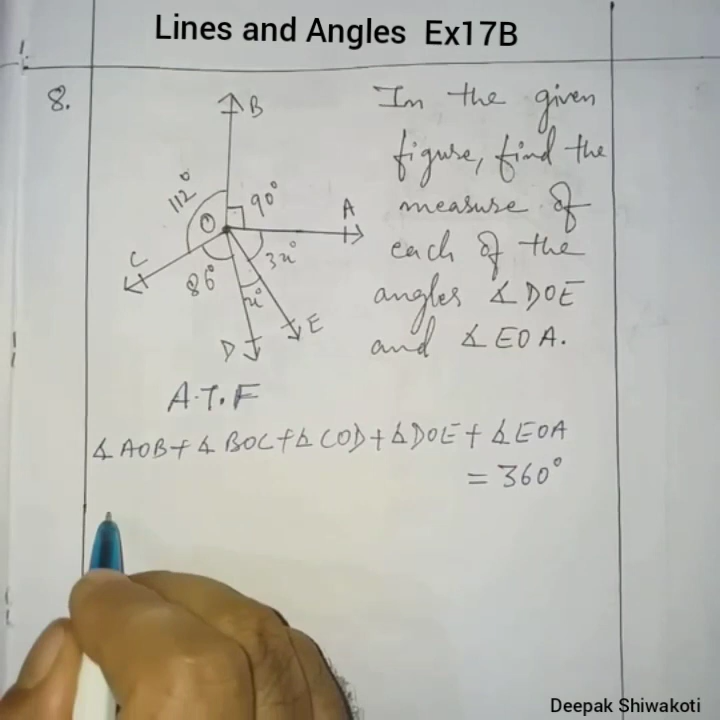 Lines and Angles Ex17B
8.
In the given
figure, find the
measure of
each of the
angles ∡DOE
and ∡EOA.
B
112°
90°
A
O
C
3x°
86°
x°
E
D
A.T.F
∡AOB+∡BOC+∡COD+∡DOE+∡EOA
=360°
Deepak Shiwakoti